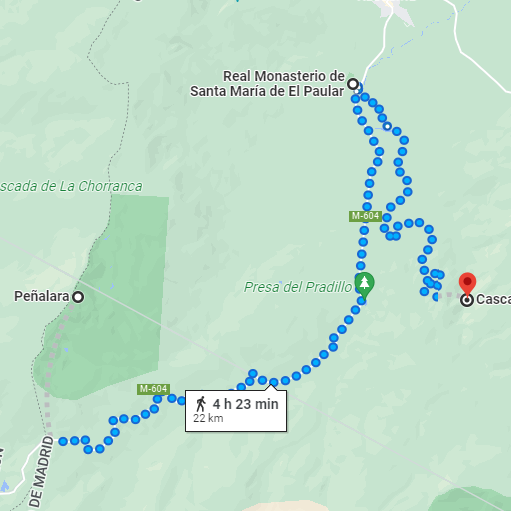 Real Monasterio de
Santa María de El Paular
scada de La Chorranca
M-604
Presa del Pradillo
Peñalara
Casca
M-604
4 h 23 min
22 km
DE MADRID